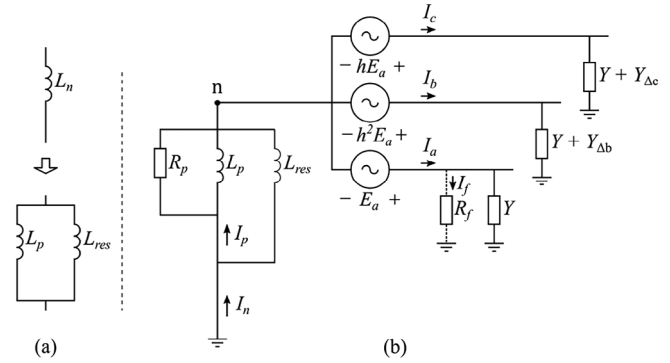 L_n
L_p L_res
(a)
n
R_p L_p L_res
I_p
I_n
I_c
− hE_a +
Y + Y_Δc
I_b
− h²E_a +
Y + Y_Δb
I_a
− E_a +
I_f
R_f Y
(b)